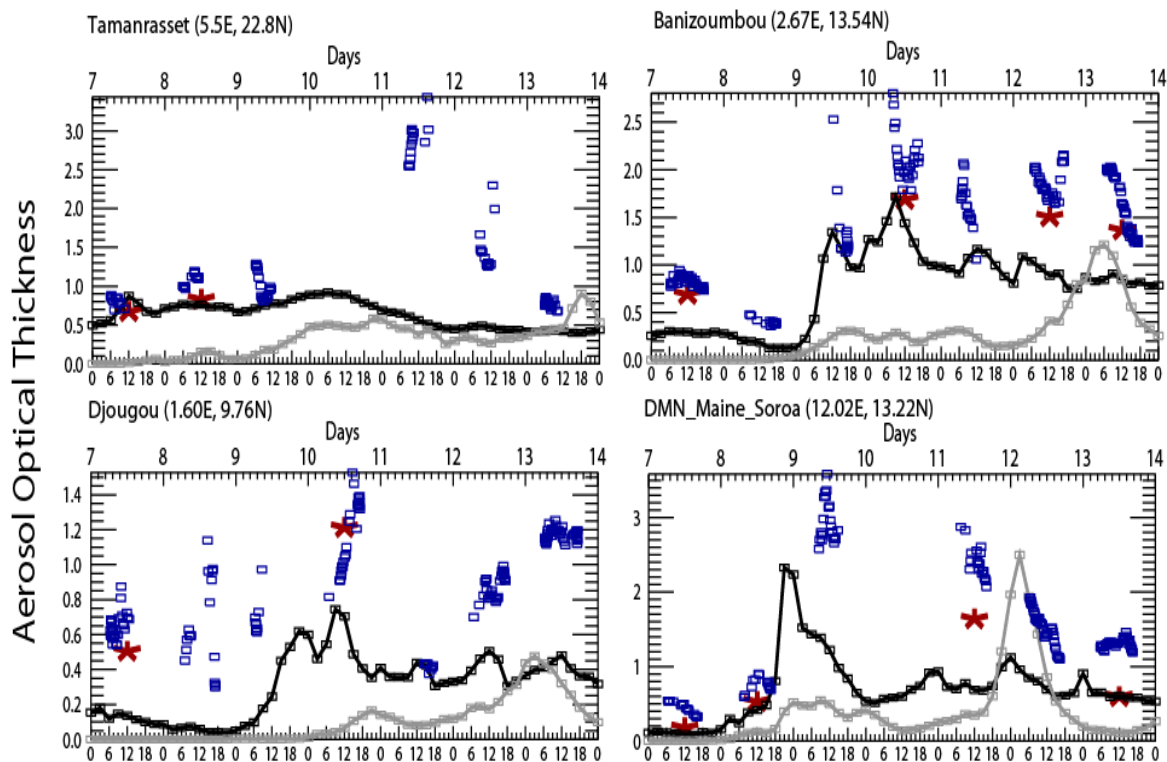 Aerosol Optical Thickness
Tamanrasset (5.5E, 22.8N)
Days
7 8 9 10 11 12 13 14
3.0
2.5
2.0
1.5
1.0
0.5
0.0
0 6 12 18 0 6 12 18 0 6 12 18 0 6 12 18 0 6 12 18 0 6 12 18 0 6 12 18 0
Banizoumbou (2.67E, 13.54N)
Days
7 8 9 10 11 12 13 14
2.5
2.0
1.5
1.0
0.5
0.0
0 6 12 18 0 6 12 18 0 6 12 18 0 6 12 18 0 6 12 18 0 6 12 18 0 6 12 18 0
Djougou (1.60E, 9.76N)
Days
7 8 9 10 11 12 13 14
1.4
1.2
1.0
0.8
0.6
0.4
0.2
0.0
0 6 12 18 0 6 12 18 0 6 12 18 0 6 12 18 0 6 12 18 0 6 12 18 0 6 12 18 0
DMN_Maine_Soroa (12.02E, 13.22N)
Days
7 8 9 10 11 12 13 14
3
2
1
0
0 6 12 18 0 6 12 18 0 6 12 18 0 6 12 18 0 6 12 18 0 6 12 18 0 6 12 18 0